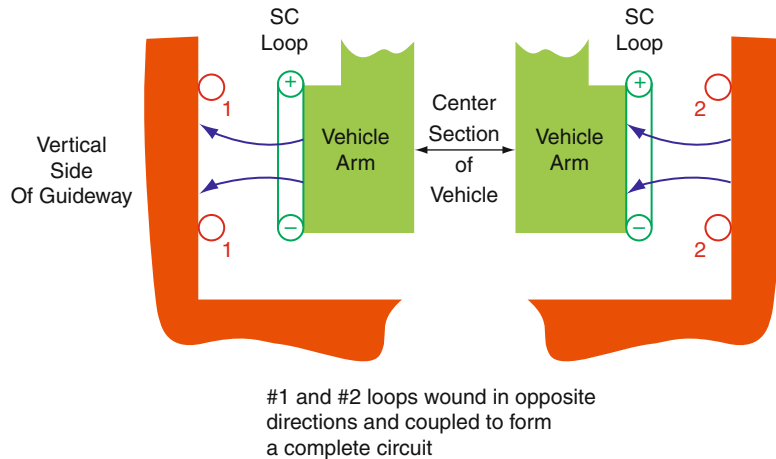 SC
Loop
SC
Loop
+
+
1
2
Vertical
Side
Of Guideway
Vehicle
Arm
Center
Section
of
Vehicle
Vehicle
Arm
−
−
1
2
#1 and #2 loops wound in opposite
directions and coupled to form
a complete circuit